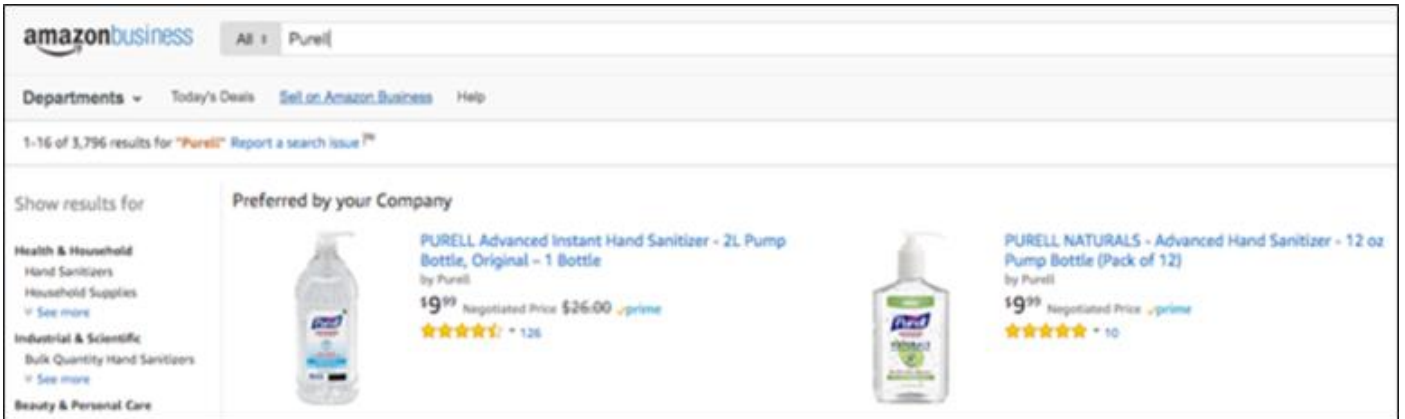 amazonbusiness
All Purell
Departments Today's Deals Sell on Amazon Business Help
1-16 of 3,796 results for "Purell" Report a search issue
Show results for
Health & Household
Hand Sanitizers
Household Supplies
See more
Industrial & Scientific
Bulk Quantity Hand Sanitizers
See more
Beauty & Personal Care
Preferred by your Company
PURELL Advanced Instant Hand Sanitizer - 2L Pump
Bottle, Original – 1 Bottle
by Purell
$9⁹⁹ Negotiated Price $26.00 prime
126
PURELL
PURELL NATURALS - Advanced Hand Sanitizer - 12 oz
Pump Bottle (Pack of 12)
by Purell
$9⁹⁹ Negotiated Price prime
10
PURELL